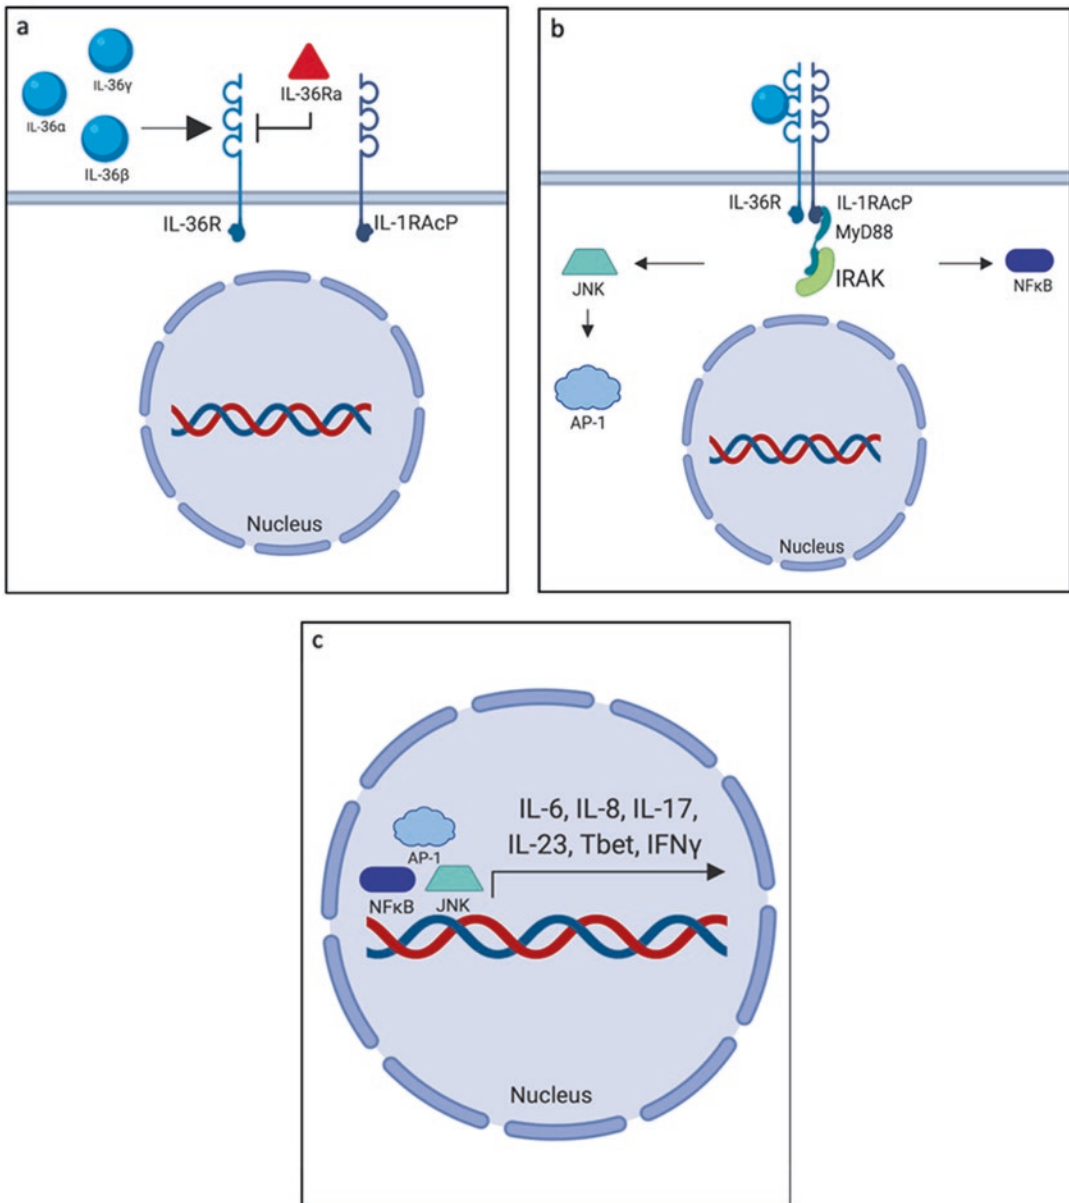 a
IL-36γ
IL-36α
IL-36β
IL-36Ra
IL-36R
IL-1RAcP
Nucleus
b
IL-36R
IL-1RAcP
MyD88
IRAK
JNK
NFκB
AP-1
Nucleus
c
IL-6, IL-8, IL-17,
IL-23, Tbet, IFNγ
AP-1
NFκB
JNK
Nucleus